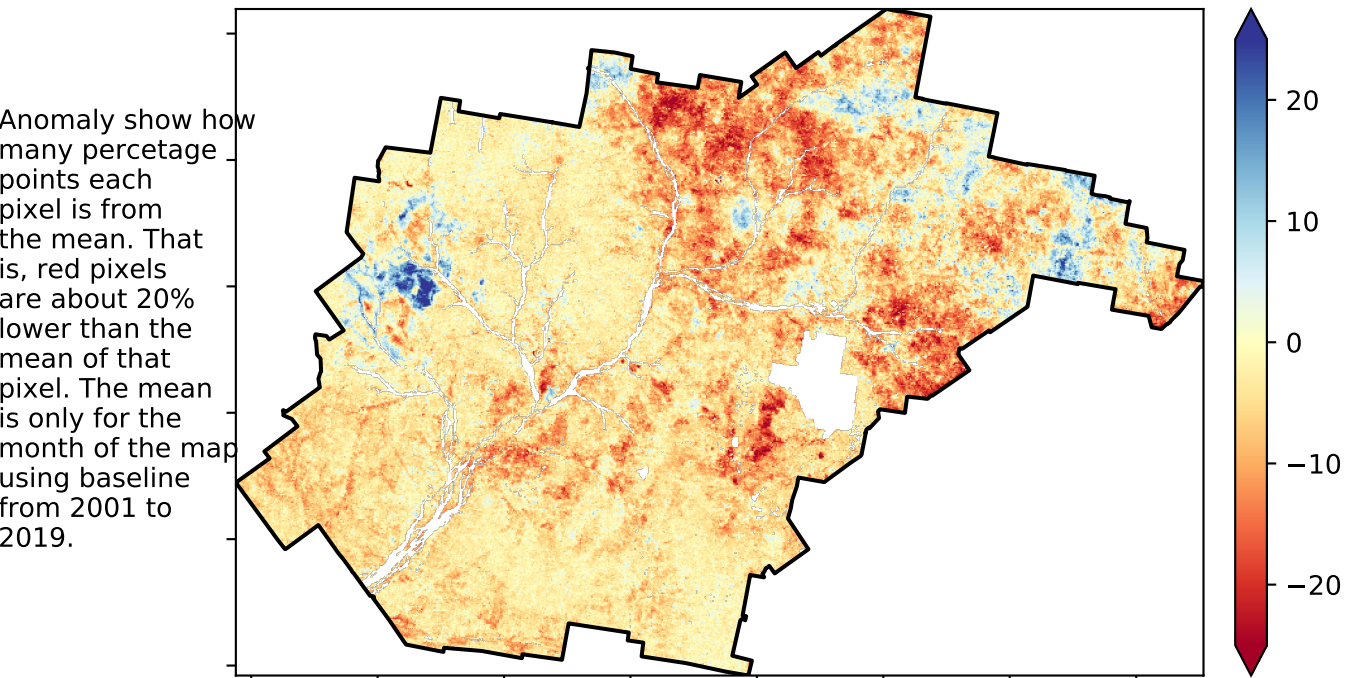 Anomaly show how
many percetage
points each
pixel is from
the mean. That
is, red pixels
are about 20%
lower than the
mean of that
pixel. The mean
is only for the
month of the map
using baseline
from 2001 to
2019.
20
10
0
−10
−20